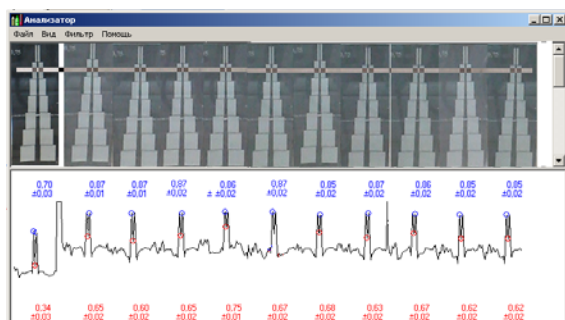 Анализатор
Файл Вид Фильтр Помощь
0,70 0,87 0,87 0,87 0,86 0,87 0,85 0,87 0,86 0,85 0,85
±0.03 ±0.01 ±0.01 ±0.02 ± ±0.02 ±0.02 ±0.02 ±0.02 ±0.02 ±0.02 ±0.02
0.34 0.65 0.60 0.65 0.75 0.67 0.68 0.63 0.67 0.62 0.62
±0.03 ±0.02 ±0.02 ±0.02 ±0.01 ±0.02 ±0.02 ±0.02 ±0.02 ±0.02 ±0.02